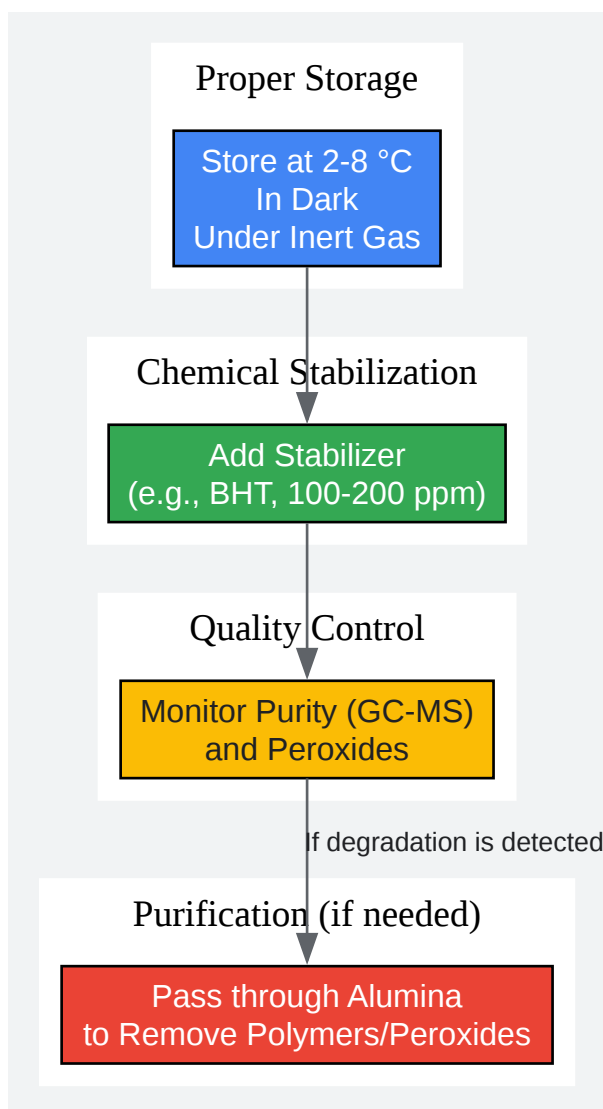 Proper Storage
Store at 2-8 °C
In Dark
Under Inert Gas
Chemical Stabilization
Add Stabilizer
(e.g., BHT, 100-200 ppm)
Quality Control
Monitor Purity (GC-MS)
and Peroxides
If degradation is detected
Purification (if needed)
Pass through Alumina
to Remove Polymers/Peroxides